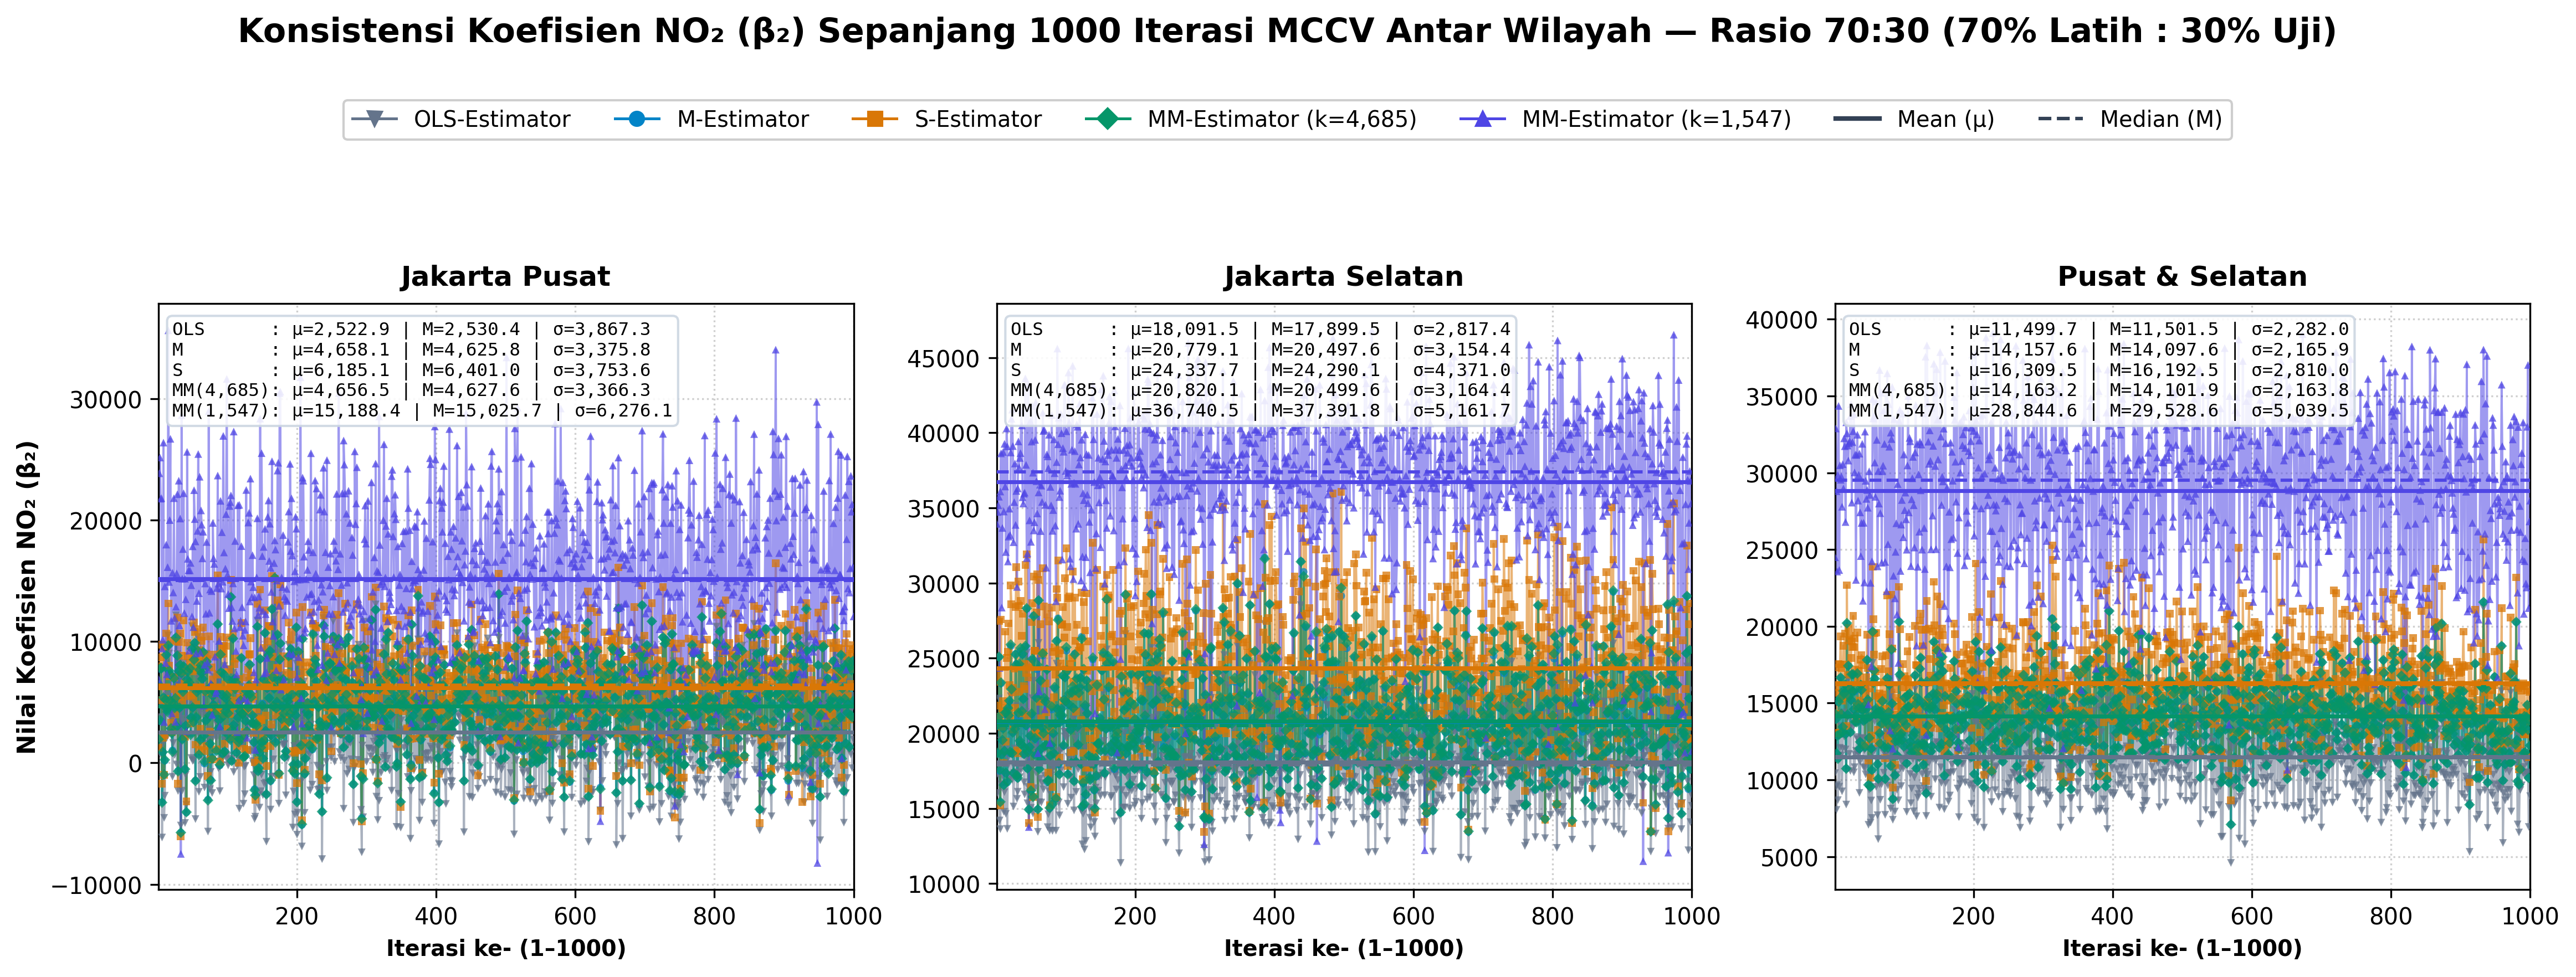 Konsistensi Koefisien NO₂ (β₂) Sepanjang 1000 Iterasi MCCV Antar Wilayah — Rasio 70:30 (70% Latih : 30% Uji)
OLS-Estimator M-Estimator S-Estimator MM-Estimator (k=4,685) MM-Estimator (k=1,547) Mean (μ) Median (M)
Nilai Koefisien NO₂ (β₂)
Jakarta Pusat
OLS : μ=2,522.9 | M=2,530.4 | σ=3,867.3
M : μ=4,658.1 | M=4,625.8 | σ=3,375.8
S : μ=6,185.1 | M=6,401.0 | σ=3,753.6
MM(4,685): μ=4,656.5 | M=4,627.6 | σ=3,366.3
MM(1,547): μ=15,188.4 | M=15,025.7 | σ=6,276.1
30000
20000
10000
0
−10000
200 400 600 800 1000
Iterasi ke- (1–1000)
Jakarta Selatan
OLS : μ=18,091.5 | M=17,899.5 | σ=2,817.4
M : μ=20,779.1 | M=20,497.6 | σ=3,154.4
S : μ=24,337.7 | M=24,290.1 | σ=4,371.0
MM(4,685): μ=20,820.1 | M=20,499.6 | σ=3,164.4
MM(1,547): μ=36,740.5 | M=37,391.8 | σ=5,161.7
45000
40000
35000
30000
25000
20000
15000
10000
200 400 600 800 1000
Iterasi ke- (1–1000)
Pusat & Selatan
OLS : μ=11,499.7 | M=11,501.5 | σ=2,282.0
M : μ=14,157.6 | M=14,097.6 | σ=2,165.9
S : μ=16,309.5 | M=16,192.5 | σ=2,810.0
MM(4,685): μ=14,163.2 | M=14,101.9 | σ=2,163.8
MM(1,547): μ=28,844.6 | M=29,528.6 | σ=5,039.5
40000
35000
30000
25000
20000
15000
10000
5000
200 400 600 800 1000
Iterasi ke- (1–1000)